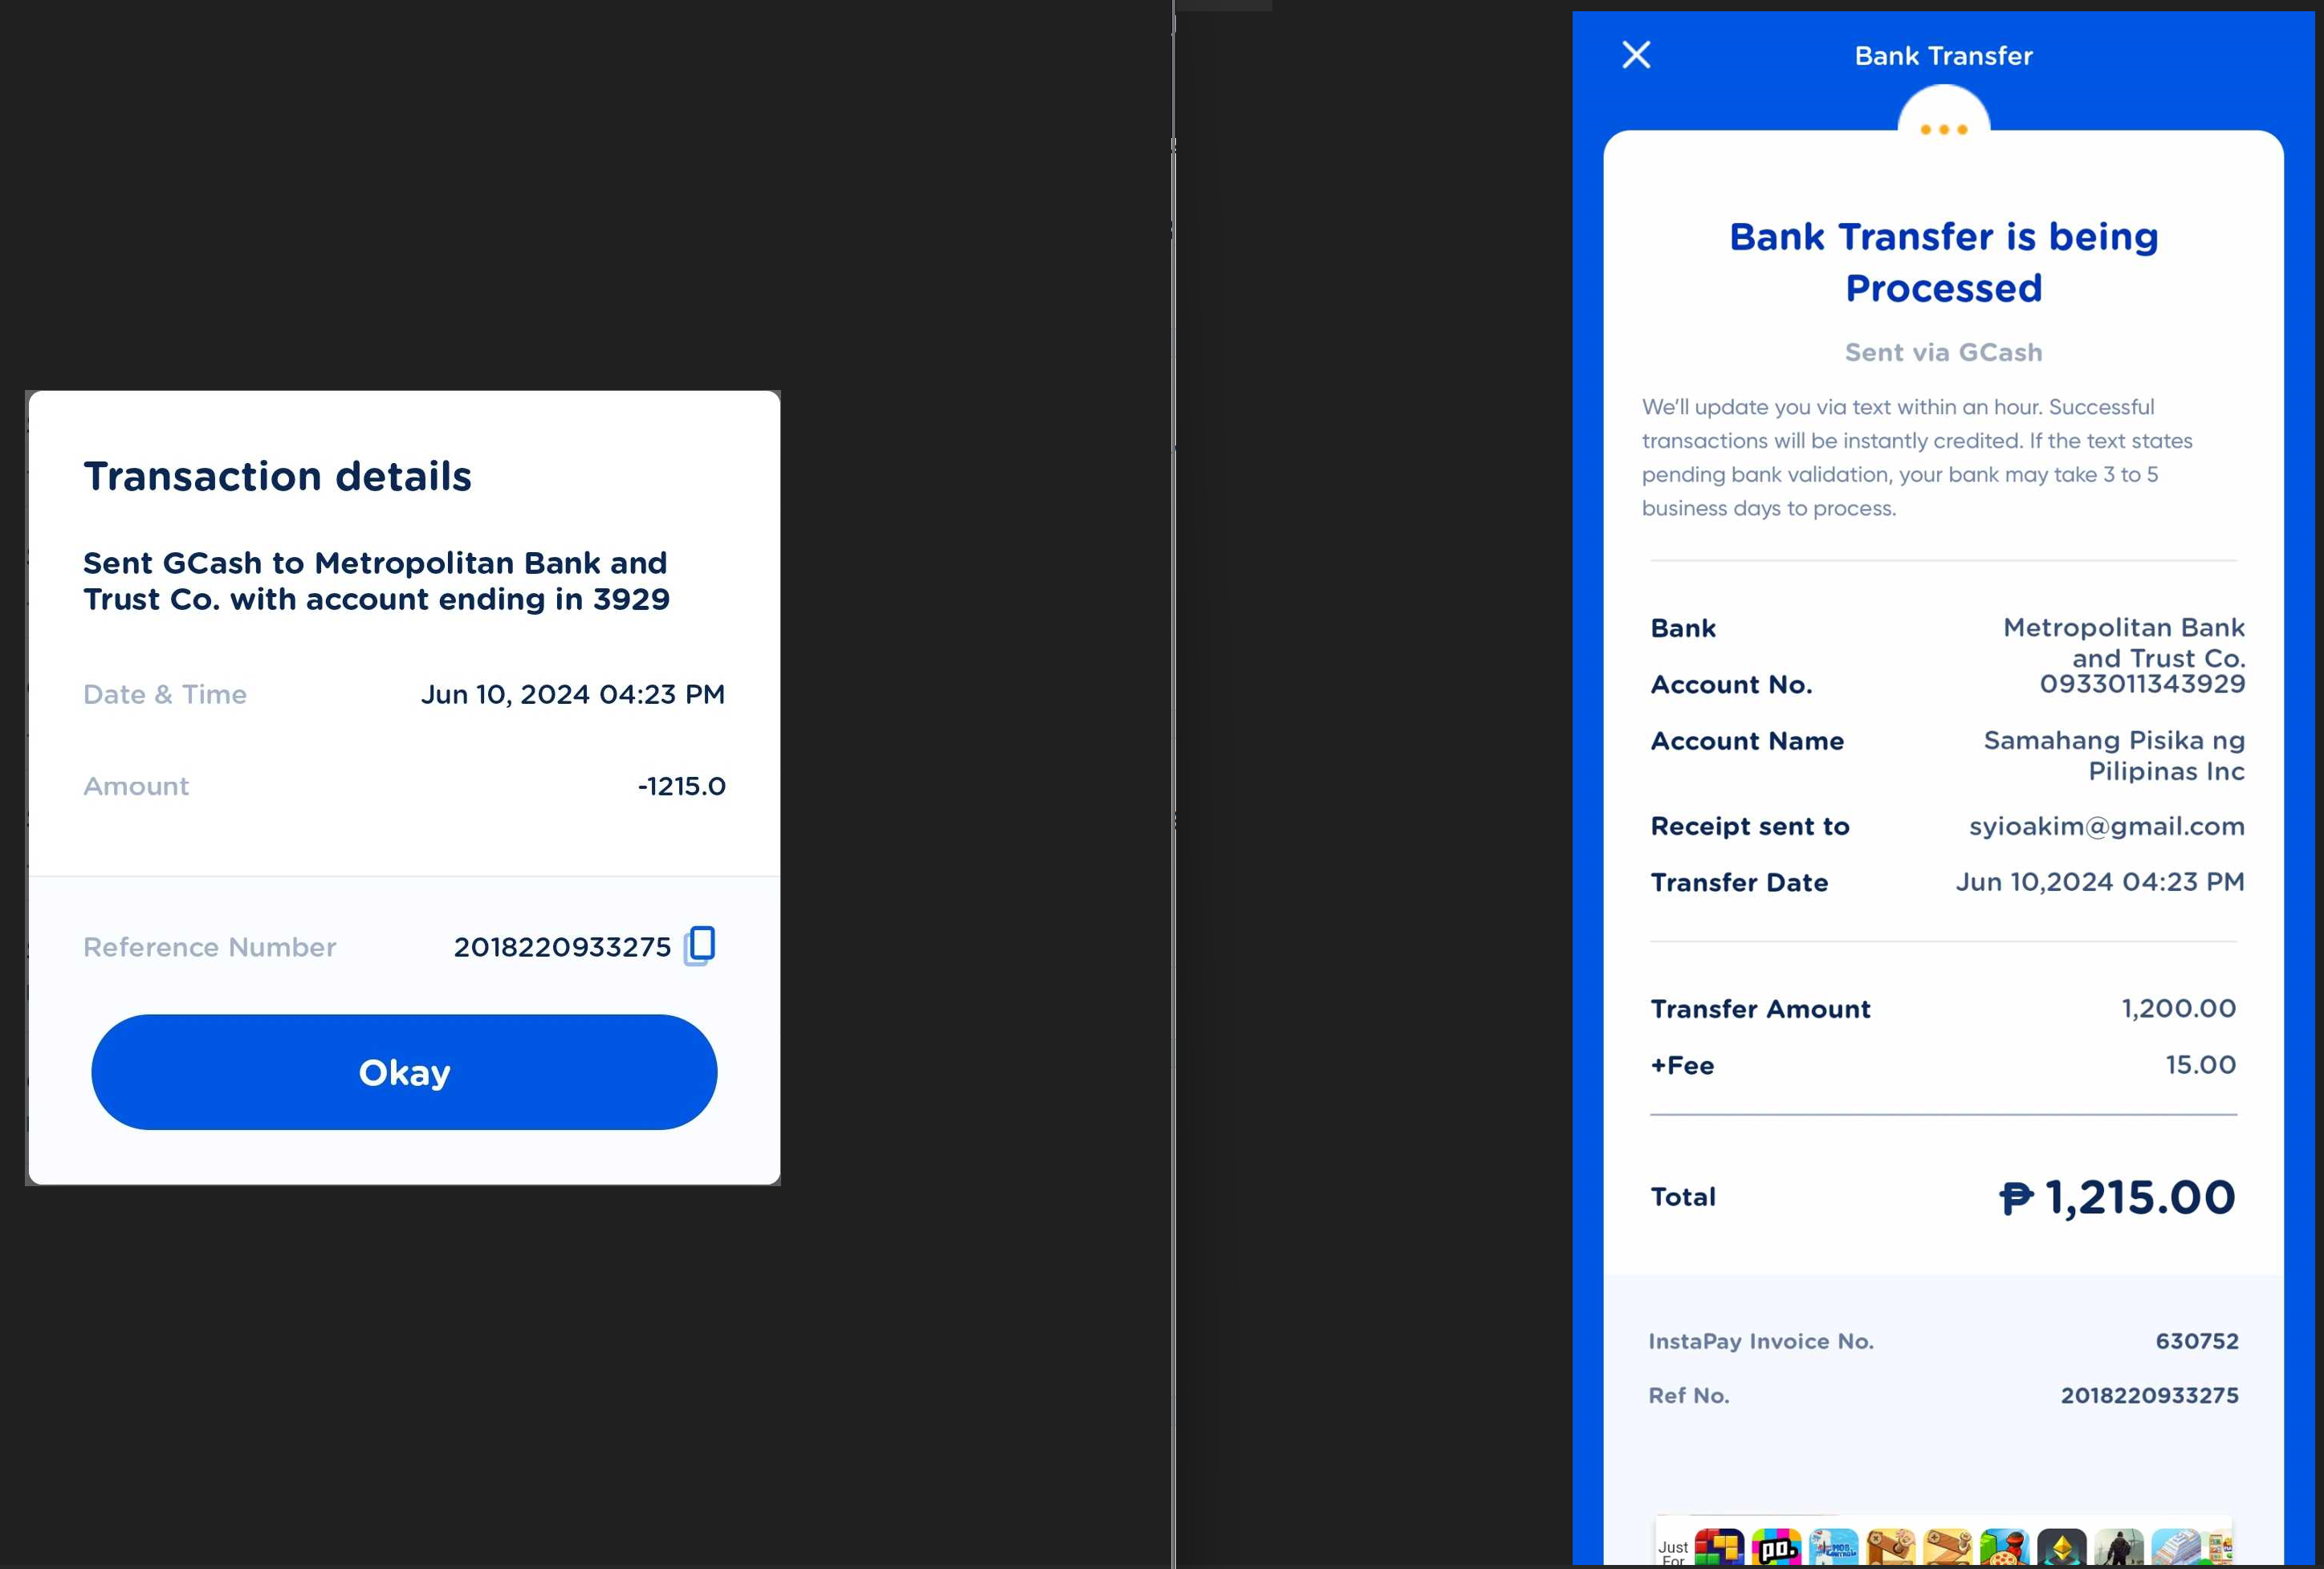 Transaction details
Sent GCash to Metropolitan Bank and
Trust Co. with account ending in 3929
Date & Time Jun 10, 2024 04:23 PM
Amount -1215.0
Reference Number 2018220933275
Okay
Bank Transfer
Bank Transfer is being
Processed
Sent via GCash
We'll update you via text within an hour. Successful
transactions will be instantly credited. If the text states
pending bank validation, your bank may take 3 to 5
business days to process.
Bank Metropolitan Bank
and Trust Co.
Account No. 0933011343929
Account Name Samahang Pisika ng
Pilipinas Inc
Receipt sent to syioakim@gmail.com
Transfer Date Jun 10,2024 04:23 PM
Transfer Amount 1,200.00
+Fee 15.00
Total ₱ 1,215.00
InstaPay Invoice No. 630752
Ref No. 2018220933275
Just
For
po.
MOB
CONTROL